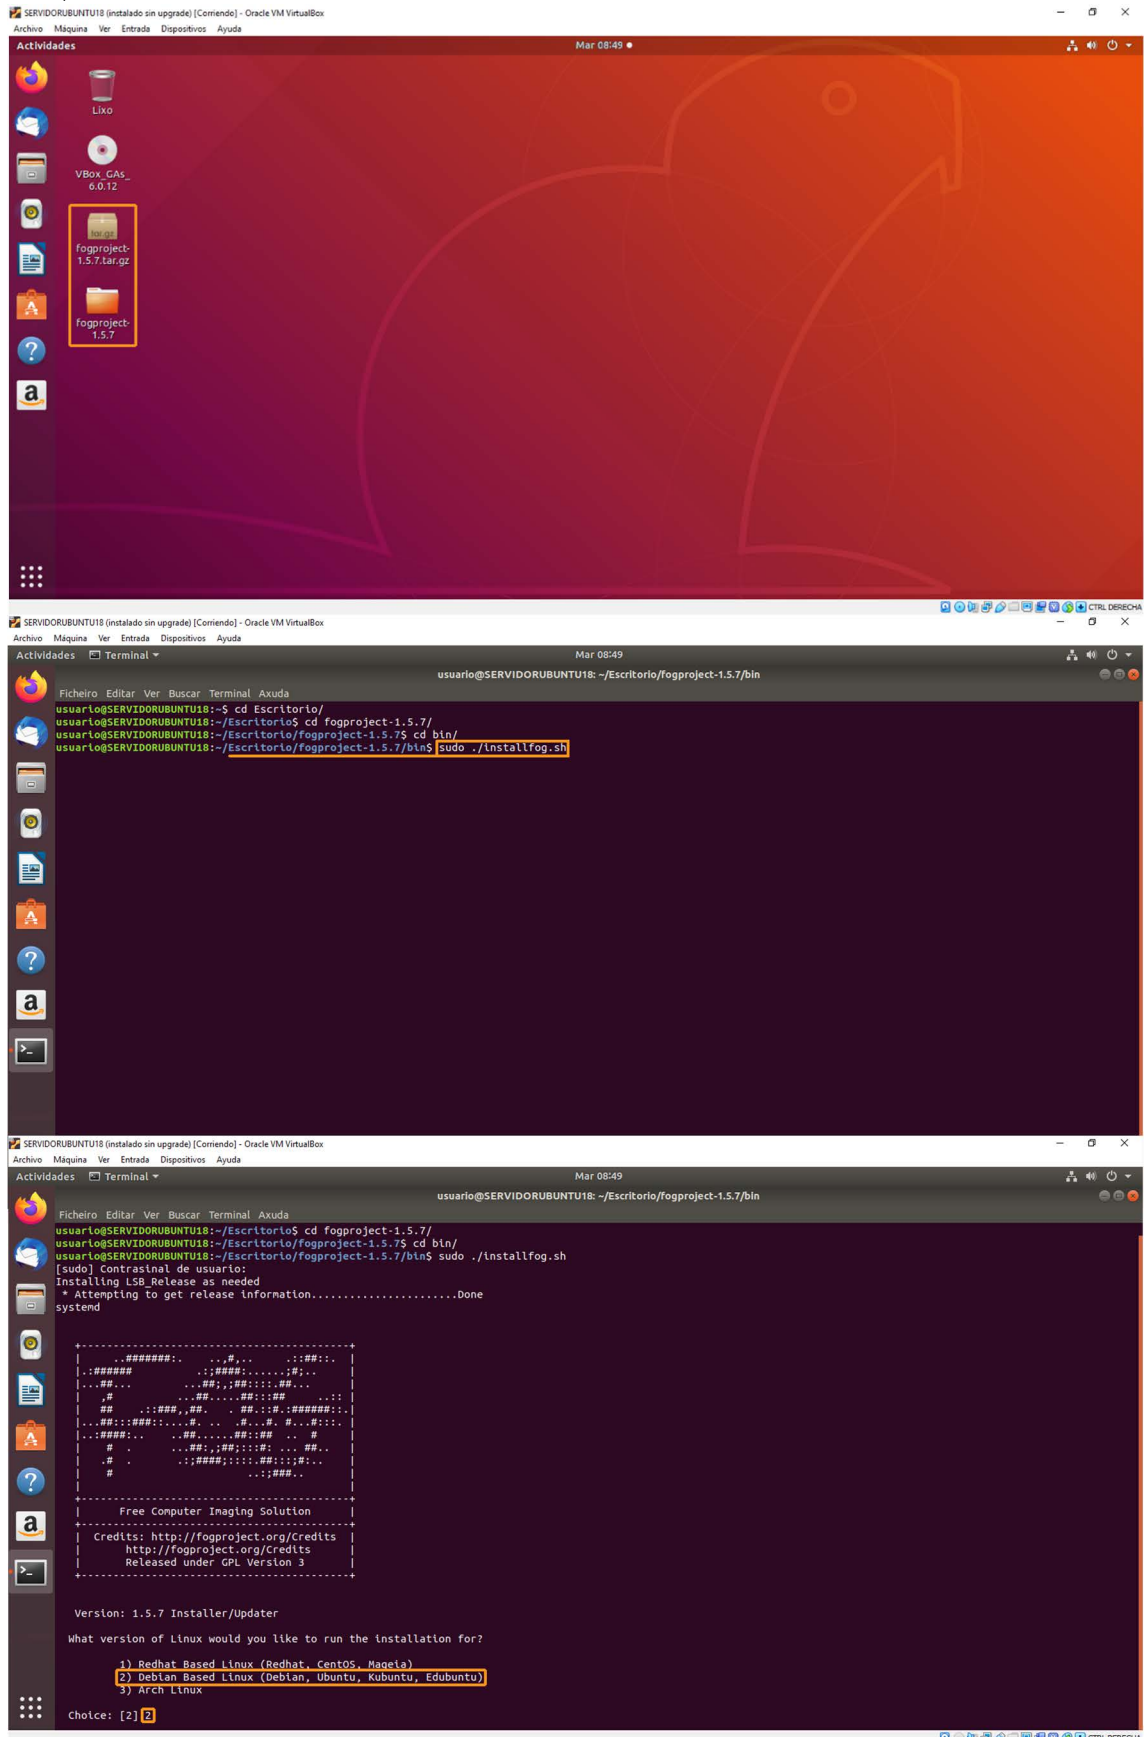 SERVIDORUBUNTU18 (instalado sin upgrade) [Corriendo] - Oracle VM VirtualBox
Archivo Máquina Ver Entrada Dispositivos Ayuda
Actividades Mar 08:49
Lixo
VBox_GAs_
6.0.12
tar.gz
fogproject-
1.5.7.tar.gz
fogproject-
1.5.7
CTRL DERECHA
SERVIDORUBUNTU18 (instalado sin upgrade) [Corriendo] - Oracle VM VirtualBox
Archivo Máquina Ver Entrada Dispositivos Ayuda
Actividades Terminal Mar 08:49
usuario@SERVIDORUBUNTU18: ~/Escritorio/fogproject-1.5.7/bin
Ficheiro Editar Ver Buscar Terminal Axuda
usuario@SERVIDORUBUNTU18:~$ cd Escritorio/
usuario@SERVIDORUBUNTU18:~/Escritorio$ cd fogproject-1.5.7/
usuario@SERVIDORUBUNTU18:~/Escritorio/fogproject-1.5.7$ cd bin/
usuario@SERVIDORUBUNTU18:~/Escritorio/fogproject-1.5.7/bin$ sudo ./installfog.sh
SERVIDORUBUNTU18 (instalado sin upgrade) [Corriendo] - Oracle VM VirtualBox
Archivo Máquina Ver Entrada Dispositivos Ayuda
Actividades Terminal Mar 08:49
usuario@SERVIDORUBUNTU18: ~/Escritorio/fogproject-1.5.7/bin
Ficheiro Editar Ver Buscar Terminal Axuda
usuario@SERVIDORUBUNTU18:~/Escritorio$ cd fogproject-1.5.7/
usuario@SERVIDORUBUNTU18:~/Escritorio/fogproject-1.5.7$ cd bin/
usuario@SERVIDORUBUNTU18:~/Escritorio/fogproject-1.5.7/bin$ sudo ./installfog.sh
[sudo] Contrasinal de usuario:
Installing LSB_Release as needed
* Attempting to get release information.......................Done
systemd
Free Computer Imaging Solution
Credits: http://fogproject.org/Credits
http://fogproject.org/Credits
Released under GPL Version 3
Version: 1.5.7 Installer/Updater
What version of Linux would you like to run the installation for?
1) Redhat Based Linux (Redhat, CentOS, Mageia)
2) Debian Based Linux (Debian, Ubuntu, Kubuntu, Edubuntu)
3) Arch Linux
Choice: [2] 2